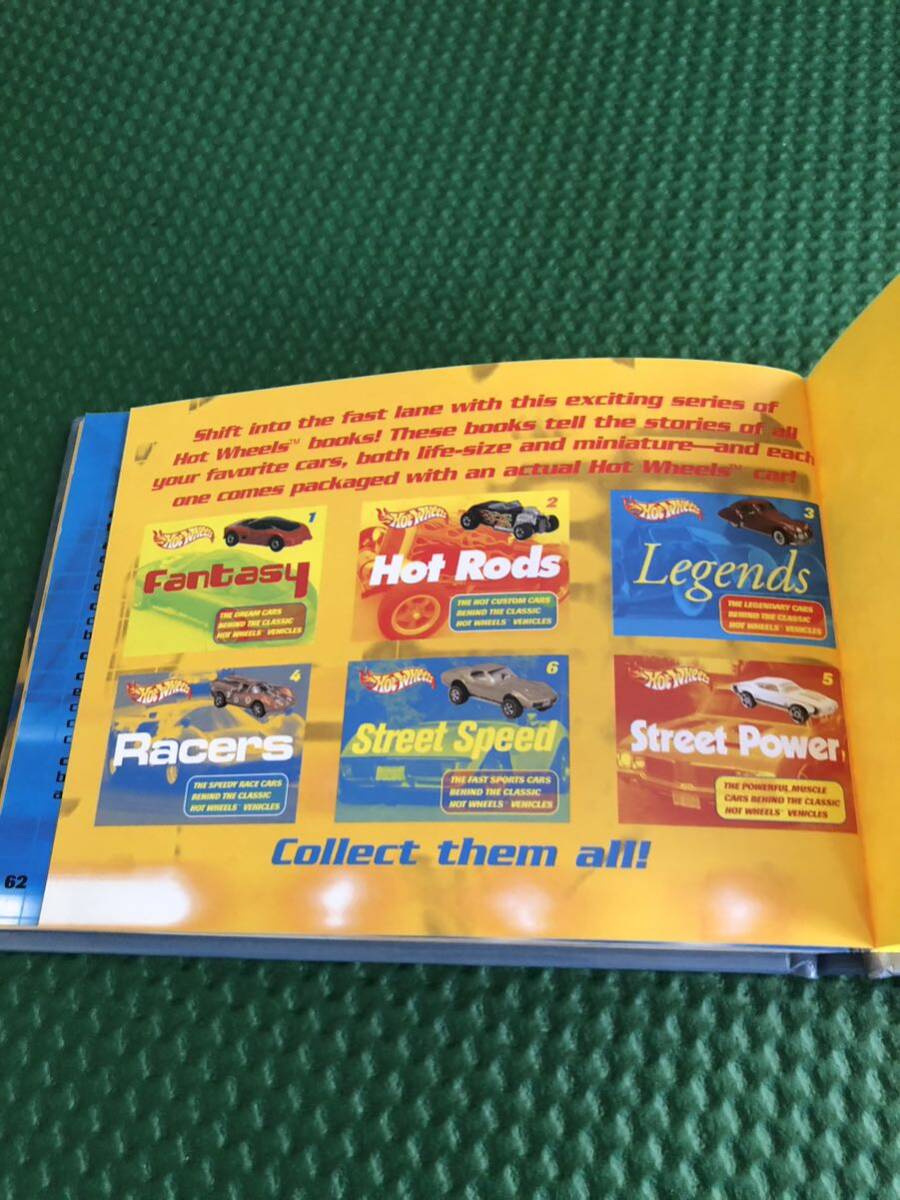 Shift into the fast lane with this exciting series of
Hot Wheels™ books! These books tell the stories of all
your favorite cars, both life-size and miniature—and each
one comes packaged with an actual Hot Wheels™ car!
1
Hot Wheels
Fantasy
THE DREAM CARS
BEHIND THE CLASSIC
HOT WHEELS™ VEHICLES
2
Hot Wheels
Hot Rods
THE HOT CUSTOM CARS
BEHIND THE CLASSIC
HOT WHEELS™ VEHICLES
3
Hot Wheels
Legends
THE LEGENDARY CARS
BEHIND THE CLASSIC
HOT WHEELS™ VEHICLES
4
Hot Wheels
Racers
THE SPEEDY RACE CARS
BEHIND THE CLASSIC
HOT WHEELS™ VEHICLES
6
Hot Wheels
Street Speed
THE FAST SPORTS CARS
BEHIND THE CLASSIC
HOT WHEELS™ VEHICLES
5
Hot Wheels
Street Power
THE POWERFUL MUSCLE
CARS BEHIND THE CLASSIC
HOT WHEELS™ VEHICLES
Collect them all!
62